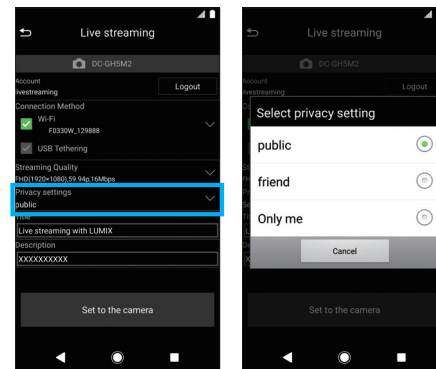 Live streaming
DC-GH5M2
Account
livestreaming
Logout
Connection Method
Wi-Fi
F0330W_129888
USB Tethering
Streaming Quality
FHD(1920×1080),59.94p,16Mbps
Privacy settings
public
Title
Live streaming with LUMIX
Description
XXXXXXXXXX
Set to the camera
Live streaming
DC-GH5M2
Account
livestreaming
Logout
Select privacy setting
public
friend
Only me
Cancel
Set to the camera